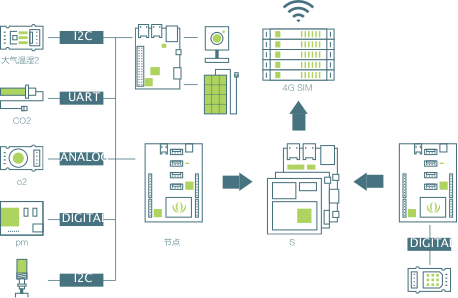 I2C
大气温湿2
UART
CO2
ANALOG
o2
DIGITAL
pm
I2C
4G SIM
节点
S
DIGITAL